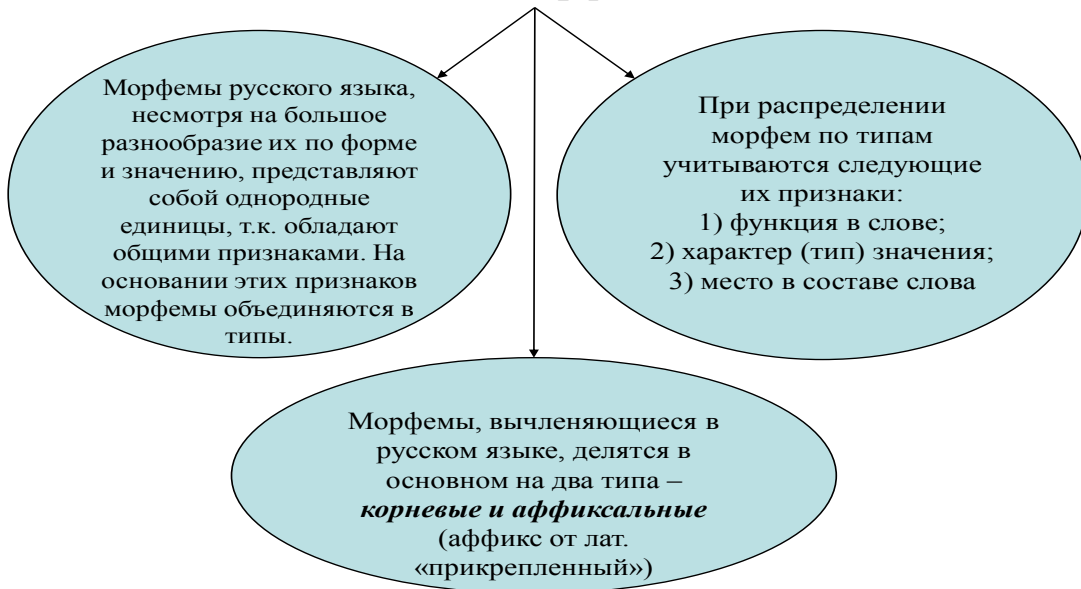 Морфемы русского языка,
несмотря на большое
разнообразие их по форме
и значению, представляют
собой однородные
единицы, т.к. обладают
общими признаками. На
основании этих признаков
морфемы объединяются в
типы.
При распределении
морфем по типам
учитываются следующие
их признаки:
1) функция в слове;
2) характер (тип) значения;
3) место в составе слова
Морфемы, вычленяющиеся в
русском языке, делятся в
основном на два типа –
корневые и аффиксальные
(аффикс от лат.
«прикрепленный»)